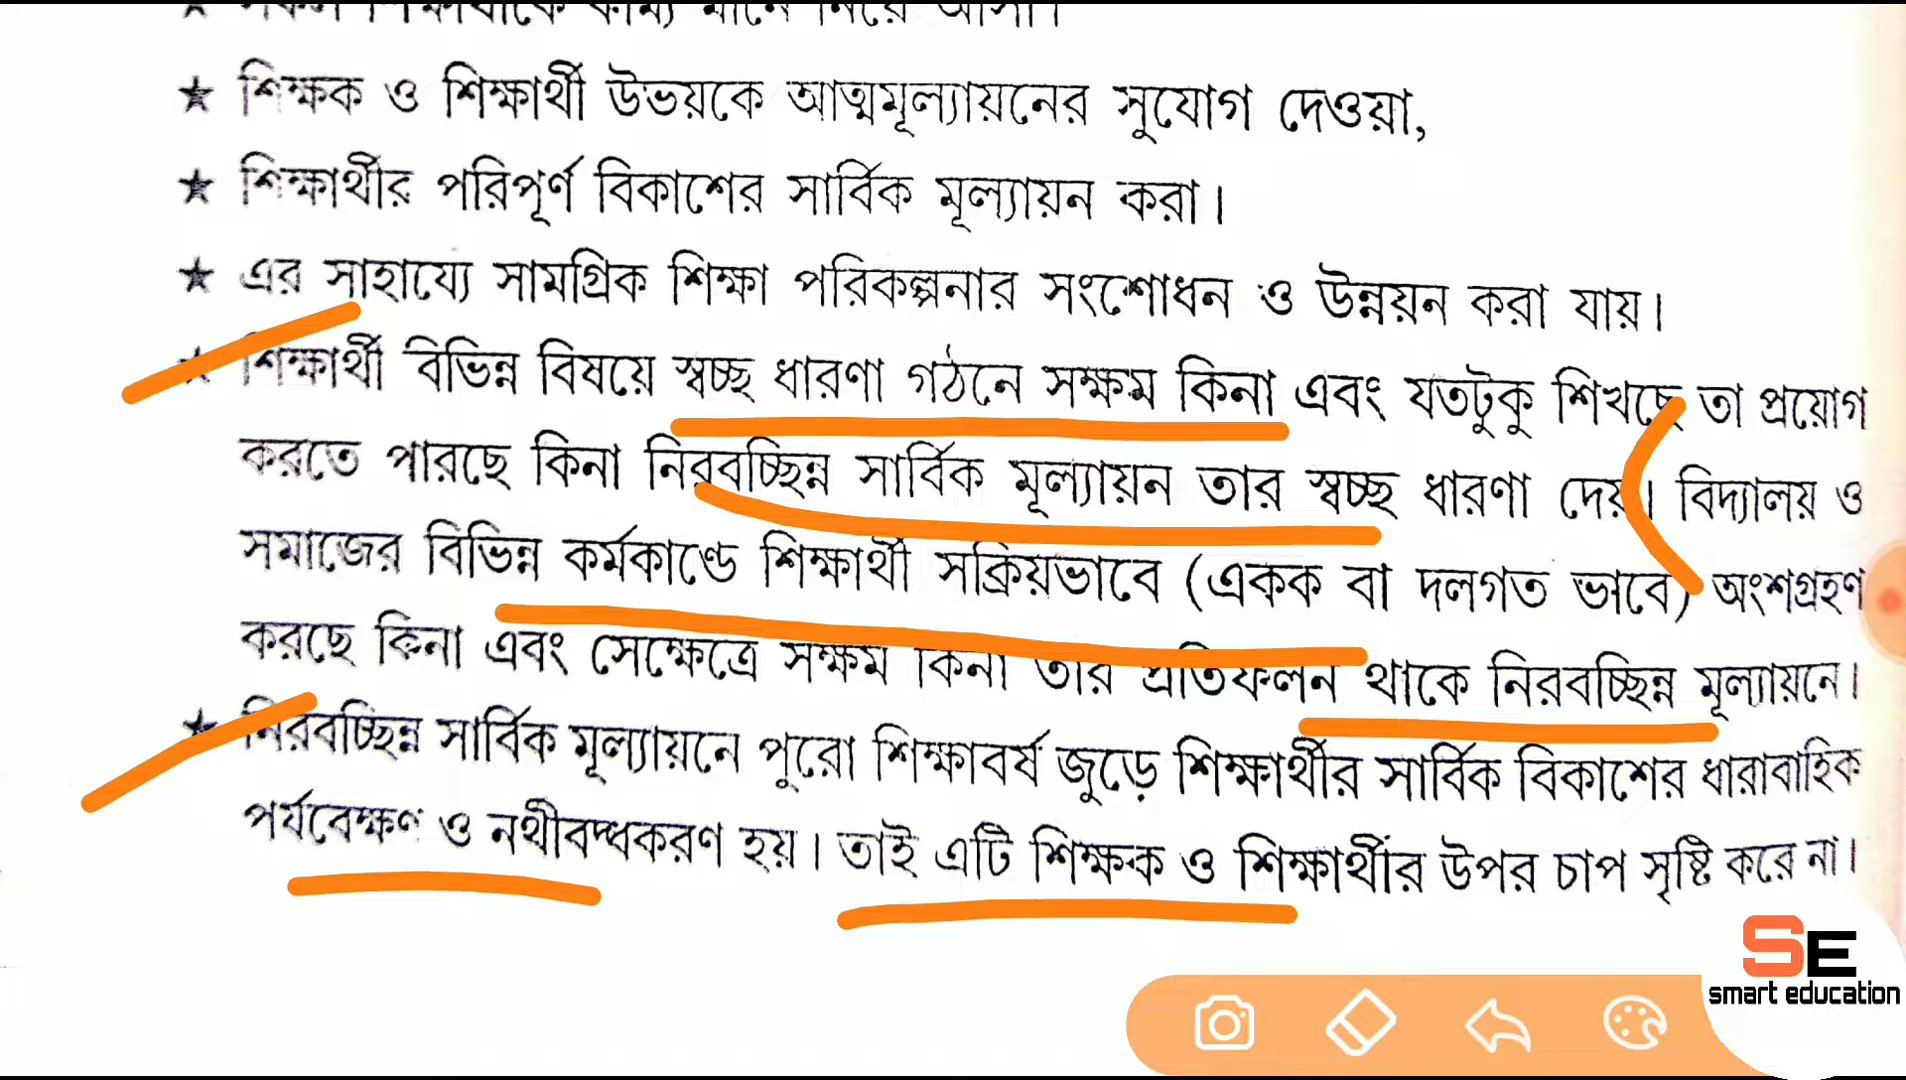 ★ সকল শিক্ষার্থীকে কাম্য মানে নিয়ে আসা।
★ শিক্ষক ও শিক্ষার্থী উভয়কে আত্মমূল্যায়নের সুযোগ দেওয়া,
★ শিক্ষার্থীর পরিপূর্ণ বিকাশের সার্বিক মূল্যায়ন করা।
★ এর সাহায্যে সামগ্রিক শিক্ষা পরিকল্পনার সংশোধন ও উন্নয়ন করা যায়।
★ শিক্ষার্থী বিভিন্ন বিষয়ে স্বচ্ছ ধারণা গঠনে সক্ষম কিনা এবং যতটুকু শিখছে তা প্রয়োগ
করতে পারছে কিনা নিরবচ্ছিন্ন সার্বিক মূল্যায়ন তার স্বচ্ছ ধারণা দেয়। বিদ্যালয় ও
সমাজের বিভিন্ন কর্মকাণ্ডে শিক্ষার্থী সক্রিয়ভাবে (একক বা দলগত ভাবে) অংশগ্রহণ
করছে কিনা এবং সেক্ষেত্রে সক্ষম কিনা তার প্রতিফলন থাকে নিরবচ্ছিন্ন মূল্যায়নে।
★ নিরবচ্ছিন্ন সার্বিক মূল্যায়নে পুরো শিক্ষাবর্ষ জুড়ে শিক্ষার্থীর সার্বিক বিকাশের ধারাবাহিক
পর্যবেক্ষণ ও নথীবদ্ধকরণ হয়। তাই এটি শিক্ষক ও শিক্ষার্থীর উপর চাপ সৃষ্টি করে না।
SE
smart education